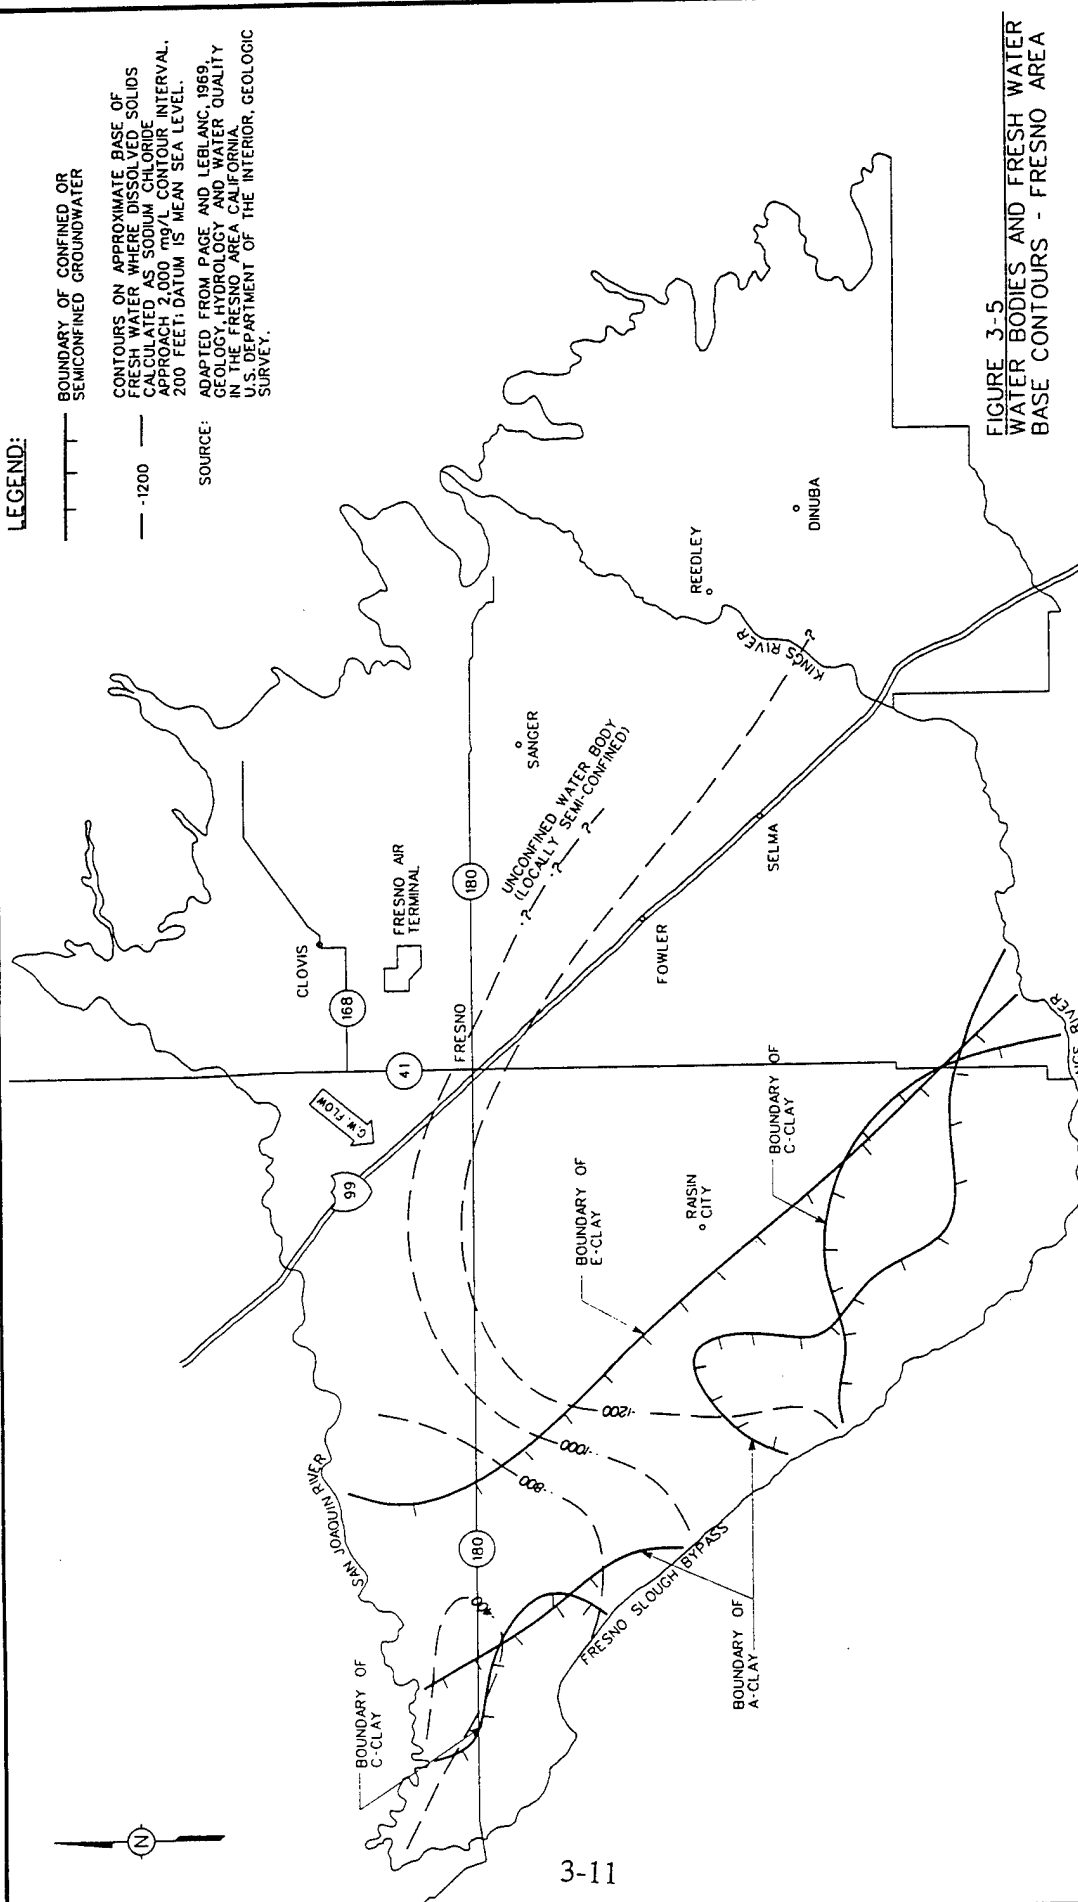 LEGEND:
BOUNDARY OF CONFINED OR
SEMICONFINED GROUNDWATER
-1200
CONTOURS ON APPROXIMATE BASE OF
FRESH WATER WHERE DISSOLVED SOLIDS
CALCULATED AS SODIUM CHLORIDE
APPROACH 2,000 mg/L CONTOUR INTERVAL,
200 FEET; DATUM IS MEAN SEA LEVEL.
SOURCE: ADAPTED FROM PAGE AND LEBLANC, 1969,
GEOLOGY, HYDROLOGY AND WATER QUALITY
IN THE FRESNO AREA CALIFORNIA.
U.S. DEPARTMENT OF THE INTERIOR, GEOLOGIC
SURVEY.
N
SAN JOAQUIN RIVER
G.W. FLOW
99
41
168
CLOVIS
FRESNO AIR
TERMINAL
FRESNO
180
180
SANGER
UNCONFINED WATER BODY
(LOCALLY SEMI-CONFINED)
?
?
?
?
KINGS RIVER
REEDLEY
DINUBA
FOWLER
SELMA
RAISIN
CITY
BOUNDARY OF
C-CLAY
BOUNDARY OF
E-CLAY
BOUNDARY OF
C-CLAY
BOUNDARY OF
A-CLAY
-800
-1000
-1200
FRESNO SLOUGH BYPASS
RIVER
FIGURE 3-5
WATER BODIES AND FRESH WATER
BASE CONTOURS - FRESNO AREA
3-11